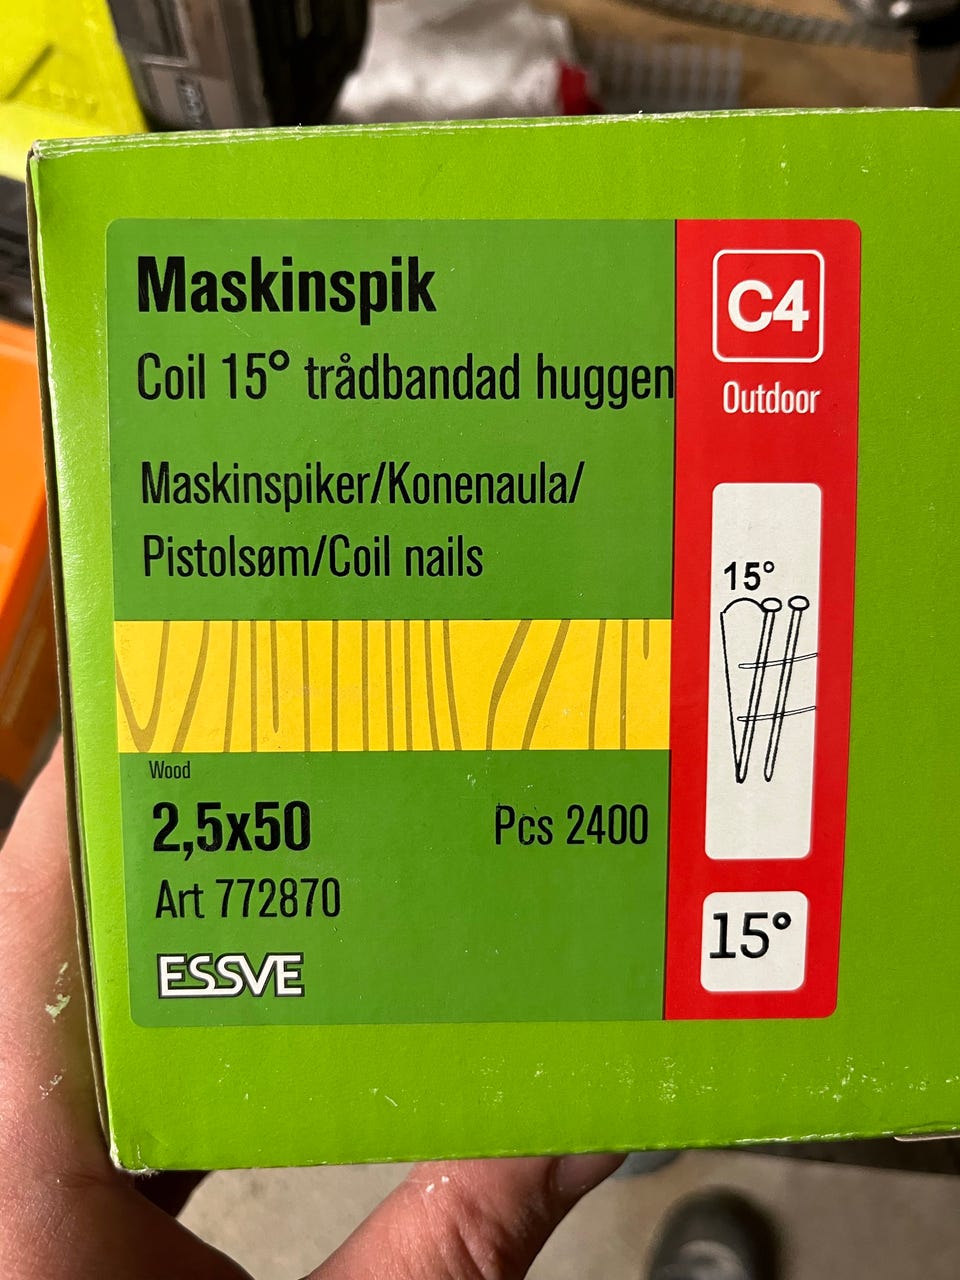 Maskinspik
Coil 15° trådbandad huggen
Maskinspiker/Konenaula/
Pistolsøm/Coil nails
Wood
2,5x50 Pcs 2400
Art 772870
ESSVE
C4
Outdoor
15°
15°